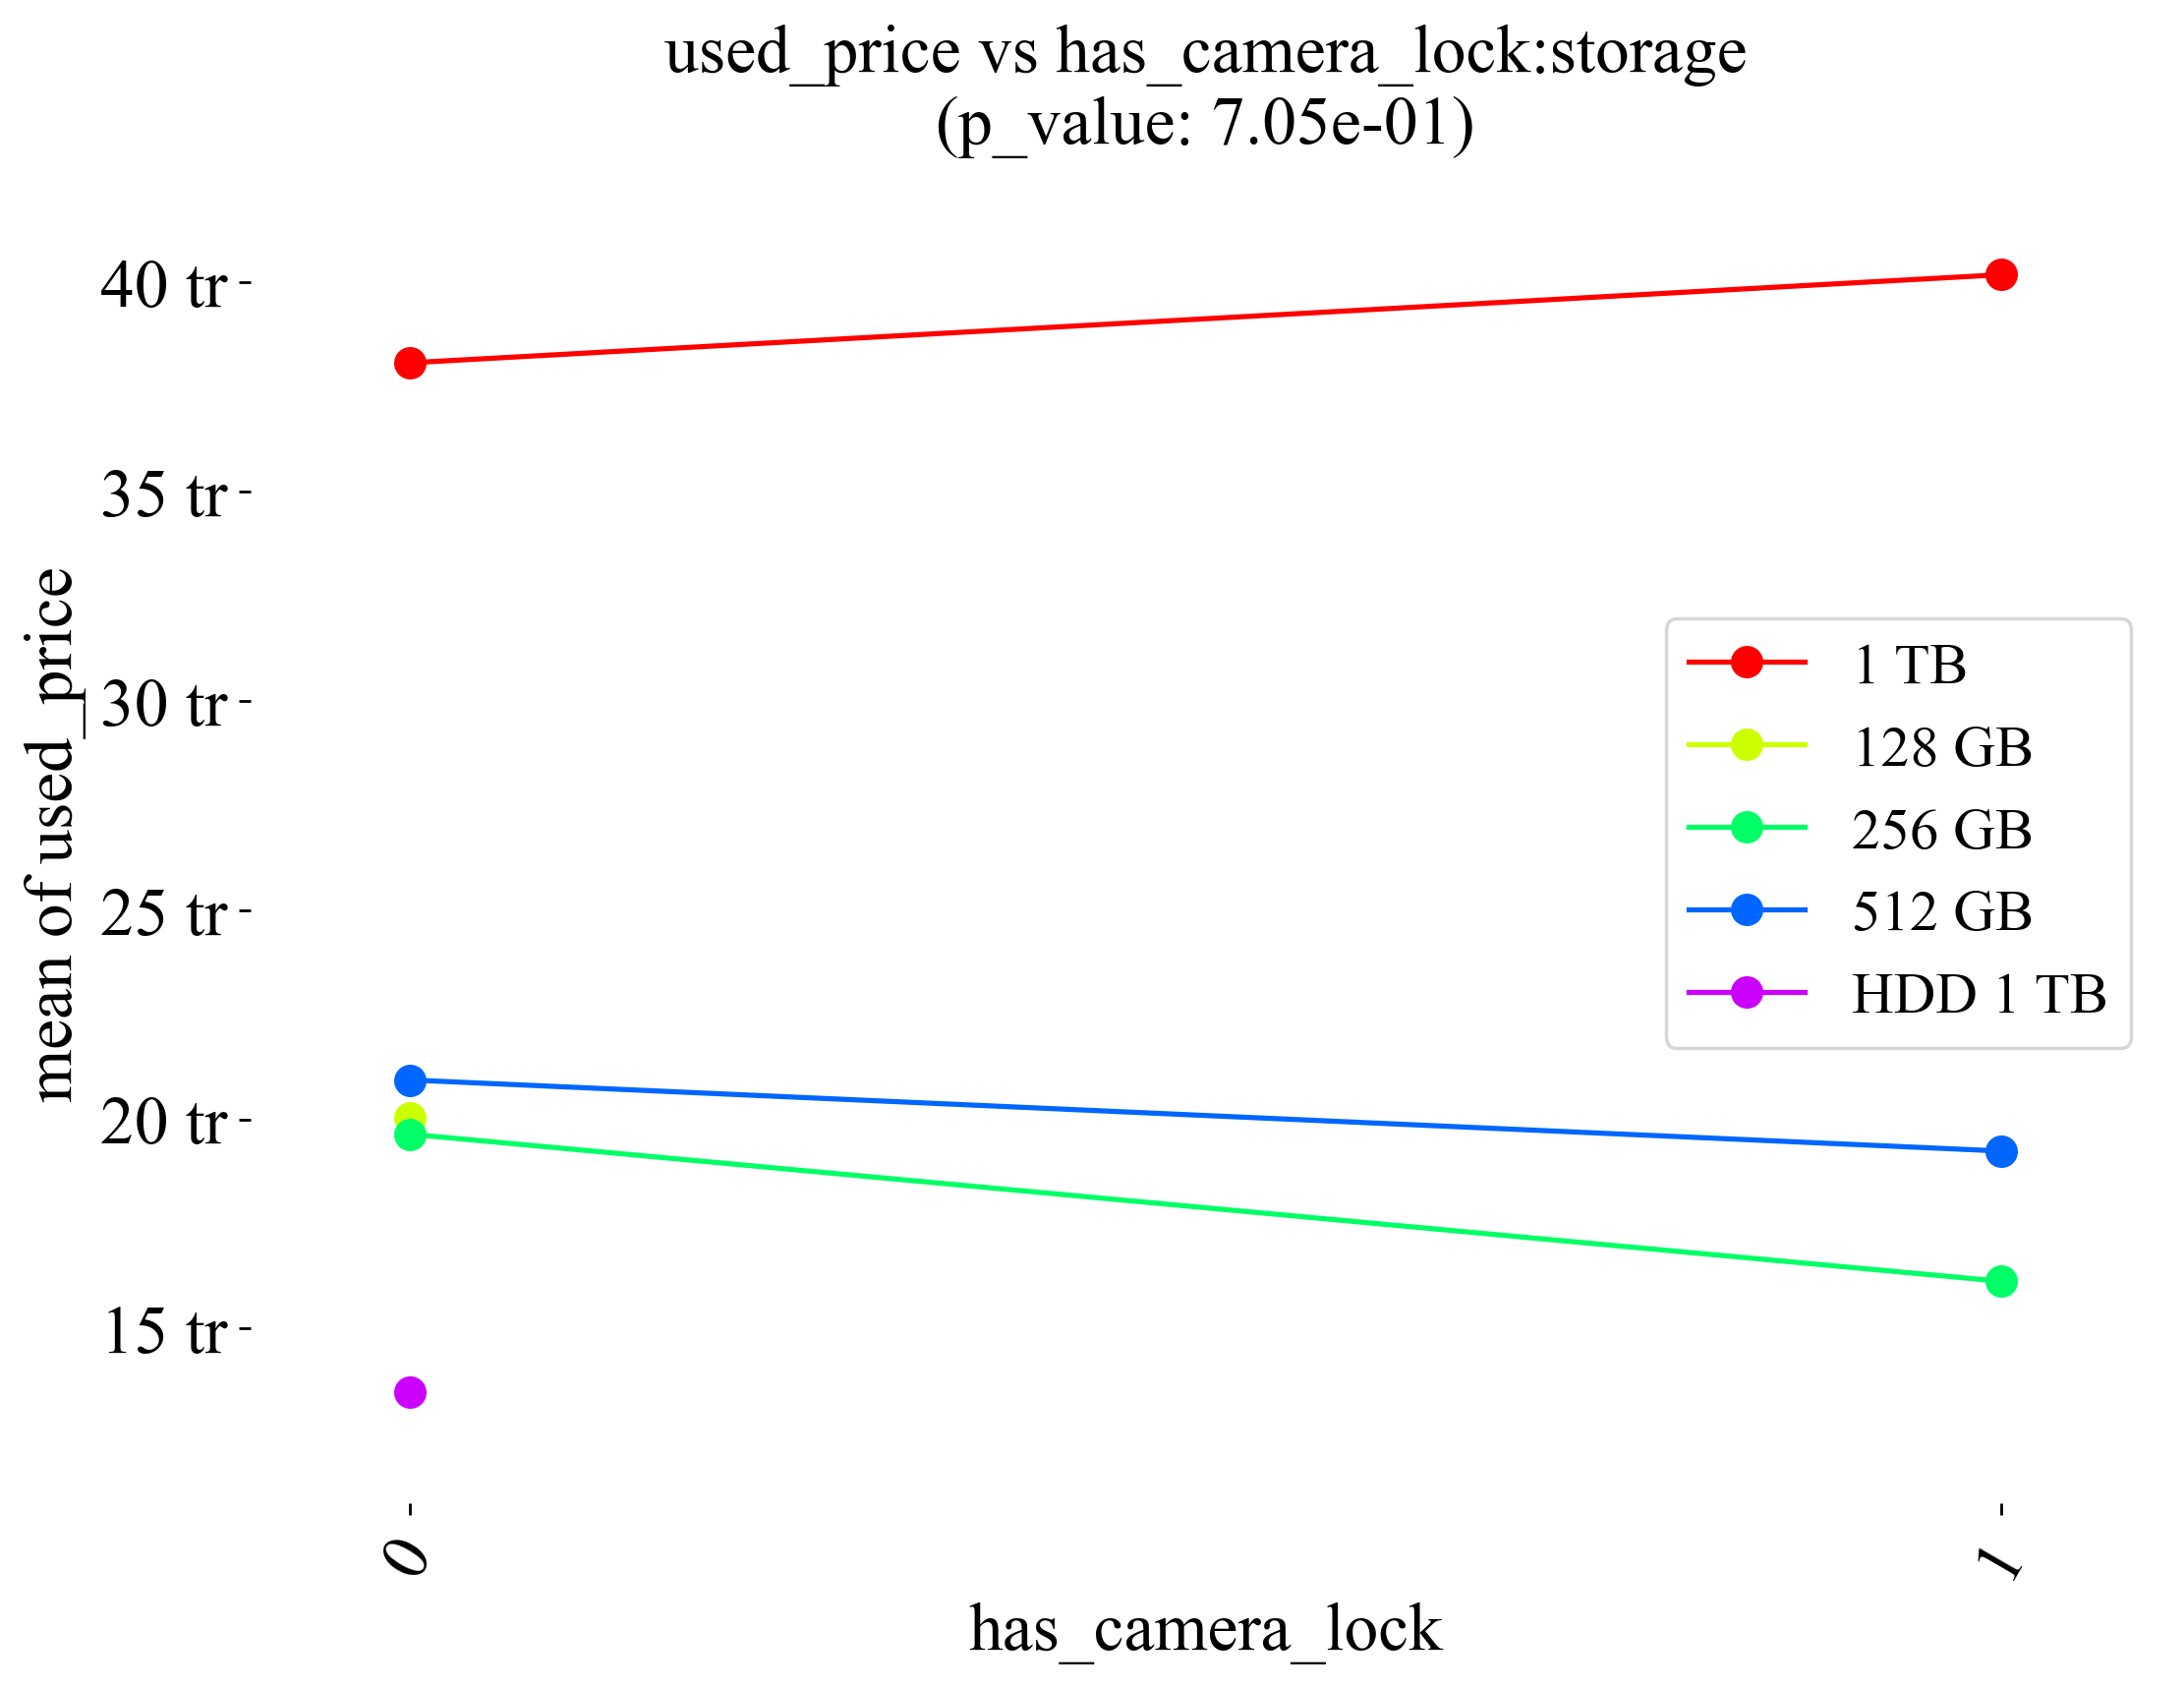 used_price vs has_camera_lock:storage
(p_value: 7.05e-01)
mean of used_price
40 tr
35 tr
30 tr
25 tr
20 tr
15 tr
1 TB
128 GB
256 GB
512 GB
HDD 1 TB
0
1
has_camera_lock